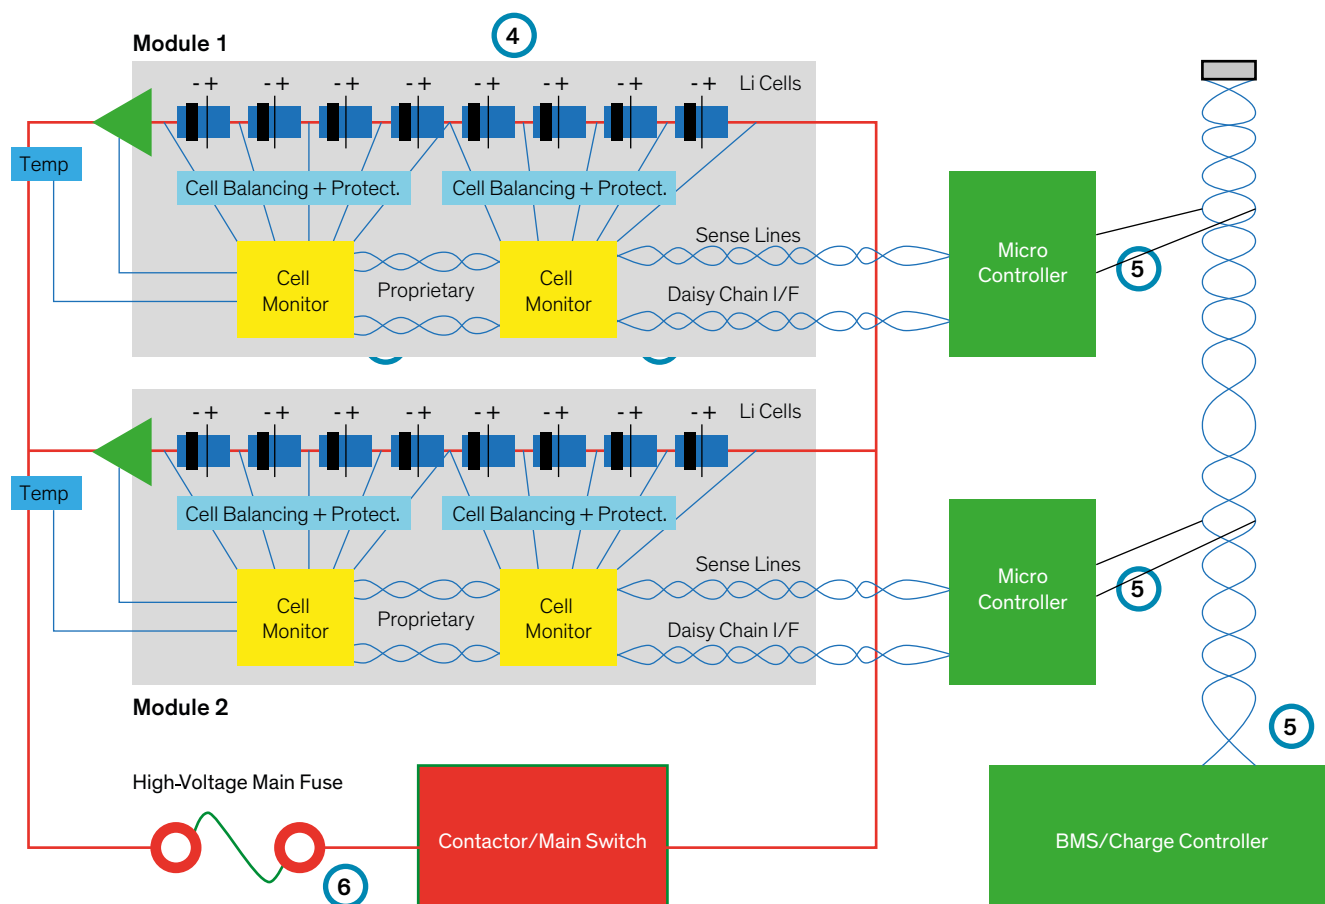 4
Module 1
- +
- +
- +
- +
- +
- +
- +
- +
Li Cells
Temp
Cell Balancing + Protect.
Cell Balancing + Protect.
Sense Lines
Cell
Monitor
Proprietary
Cell
Monitor
Daisy Chain I/F
Micro
Controller
5
- +
- +
- +
- +
- +
- +
- +
- +
Li Cells
Temp
Cell Balancing + Protect.
Cell Balancing + Protect.
Sense Lines
Cell
Monitor
Proprietary
Cell
Monitor
Daisy Chain I/F
Micro
Controller
5
Module 2
5
High-Voltage Main Fuse
Contactor/Main Switch
BMS/Charge Controller
6